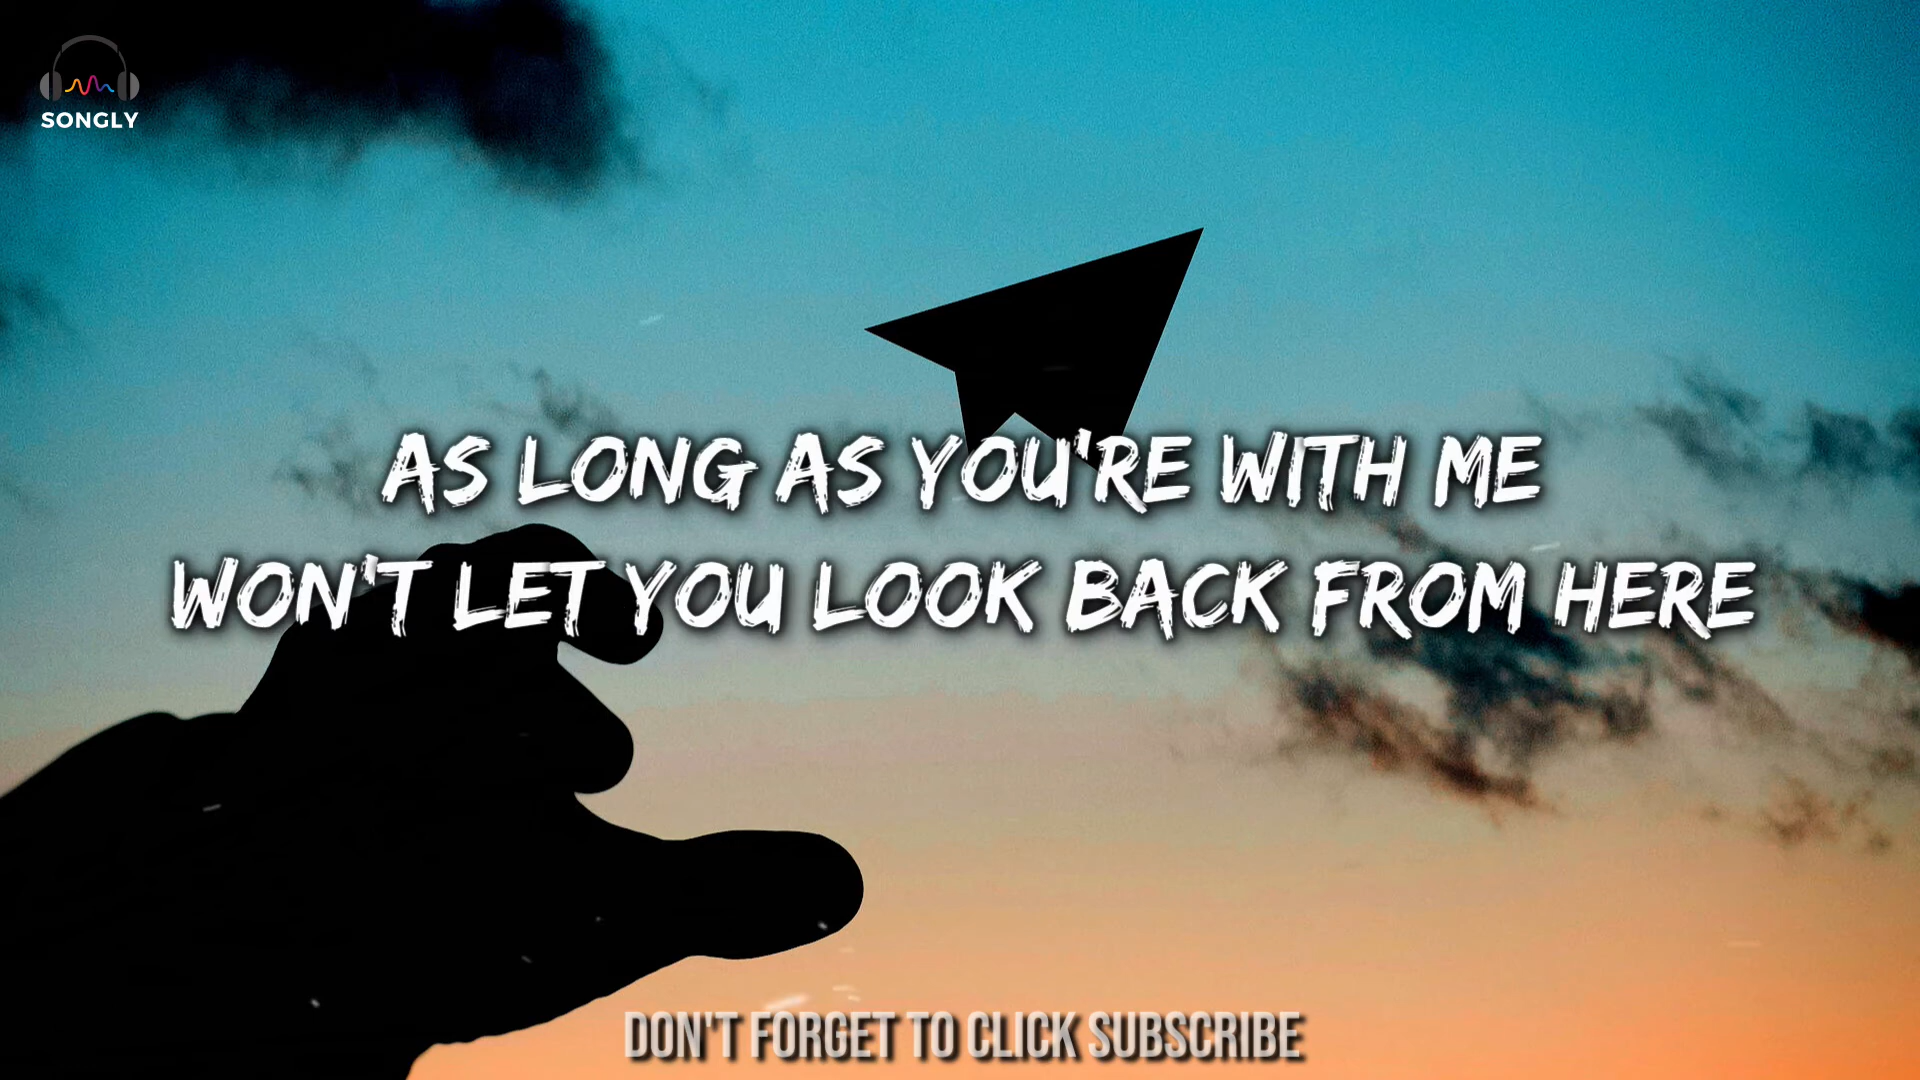 SONGLY
AS LONG AS YOU'RE WITH ME
WON'T LET YOU LOOK BACK FROM HERE
DON'T FORGET TO CLICK SUBSCRIBE